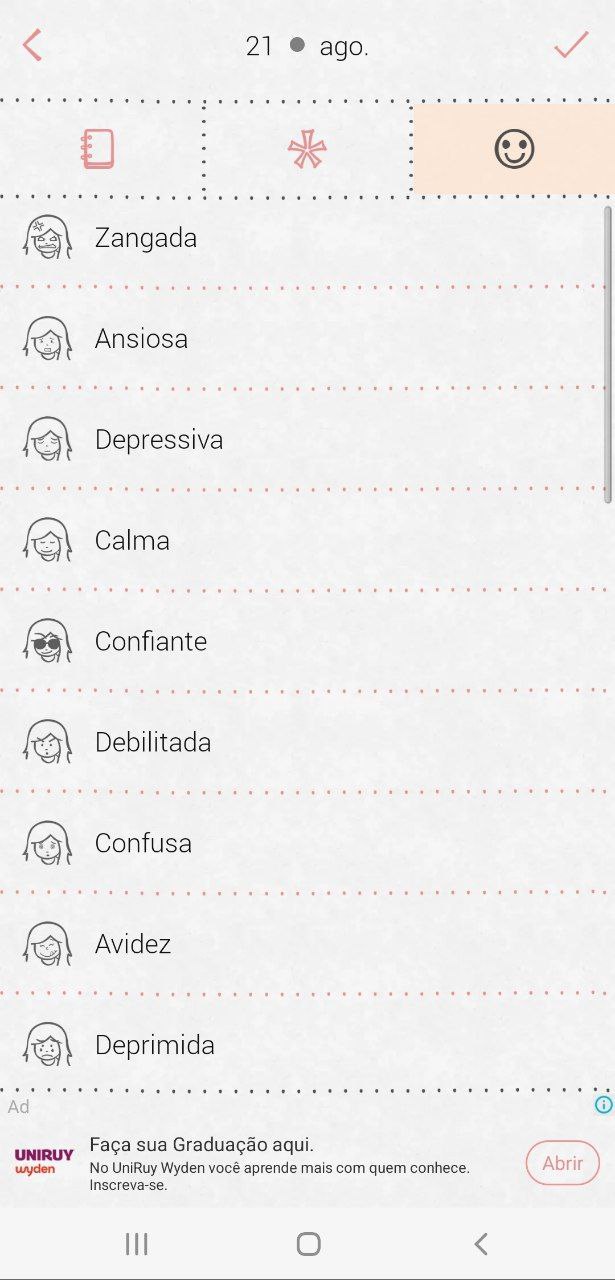 21 ● ago.
Zangada
Ansiosa
Depressiva
Calma
Confiante
Debilitada
Confusa
Avidez
Deprimida
Ad
UNIRUY
wyden
Faça sua Graduação aqui.
No UniRuy Wyden você aprende mais com quem conhece.
Inscreva-se.
Abrir